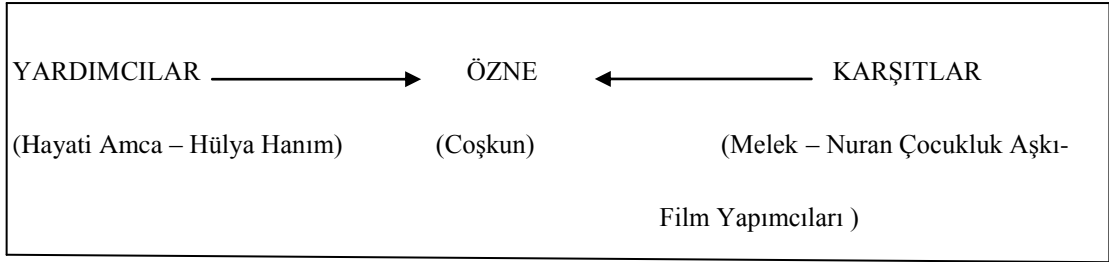 YARDIMCILAR ÖZNE KARŞITLAR
(Hayati Amca – Hülya Hanım) (Coşkun) (Melek – Nuran Çocukluk Aşkı-
Film Yapımcıları )